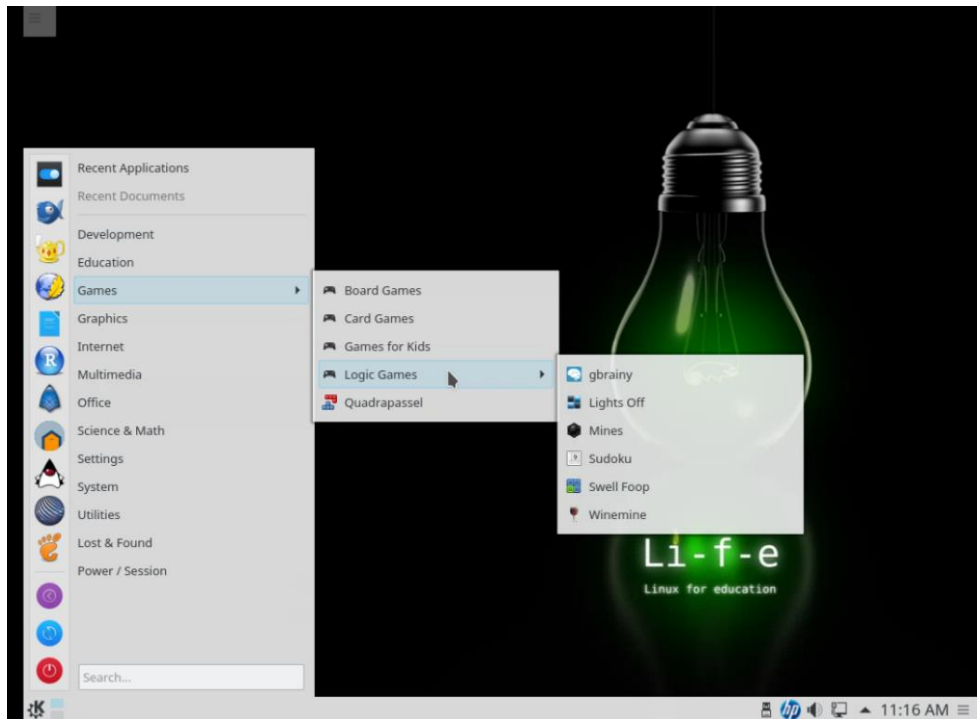 Recent Applications
Recent Documents
Development
Education
Games
Graphics
Internet
Multimedia
Office
Science & Math
Settings
System
Utilities
Lost & Found
Power / Session
Search...
Board Games
Card Games
Games for Kids
Logic Games
Quadrapassel
gbrainy
Lights Off
Mines
Sudoku
Swell Foop
Winemine
Li-f-e
Linux for education
R
K
hp
11:16 AM